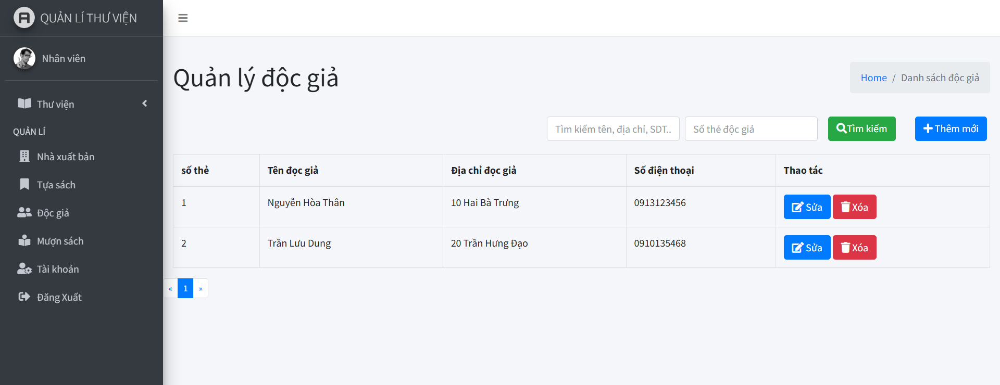 QUẢN LÍ THƯ VIỆN
Nhân viên
Thư viện
QUẢN LÍ
Nhà xuất bản
Tựa sách
Độc giả
Mượn sách
Tài khoản
Đăng Xuất
Quản lý độc giả
Home / Danh sách độc giả
Tìm kiếm tên, địa chỉ, SDT.. Số thẻ độc giả Tìm kiếm Thêm mới
số thẻ Tên đọc giả Địa chỉ đọc giả Số điện thoại Thao tác
1 Nguyễn Hòa Thân 10 Hai Bà Trưng 0913123456 Sửa Xóa
2 Trần Lưu Dung 20 Trần Hưng Đạo 0910135468 Sửa Xóa
« 1 »